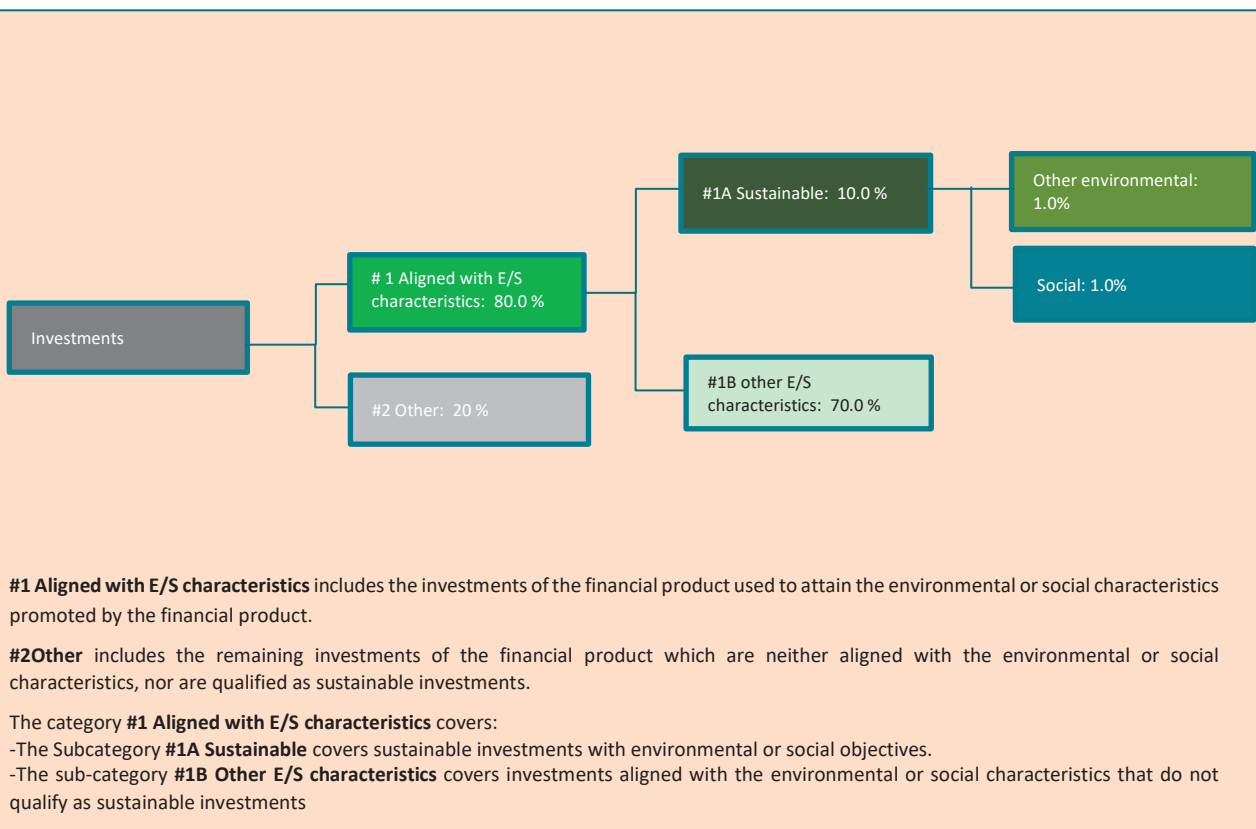 Investments
# 1 Aligned with E/S
characteristics: 80.0 %
#2 Other: 20 %
#1A Sustainable: 10.0 %
#1B other E/S
characteristics: 70.0 %
Other environmental:
1.0%
Social: 1.0%
#1 Aligned with E/S characteristics includes the investments of the financial product used to attain the environmental or social characteristics
promoted by the financial product.
#2Other includes the remaining investments of the financial product which are neither aligned with the environmental or social
characteristics, nor are qualified as sustainable investments.
The category #1 Aligned with E/S characteristics covers:
-The Subcategory #1A Sustainable covers sustainable investments with environmental or social objectives.
-The sub-category #1B Other E/S characteristics covers investments aligned with the environmental or social characteristics that do not
qualify as sustainable investments